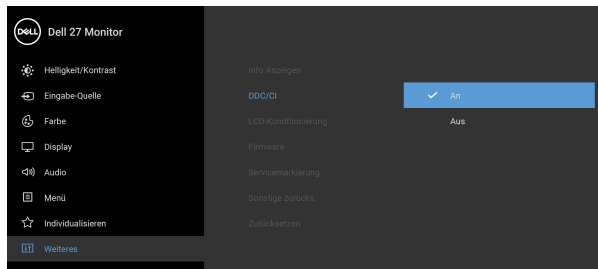 DELL Dell 27 Monitor
Helligkeit/Kontrast
Eingabe-Quelle
Farbe
Display
Audio
Menü
Individualisieren
Weiteres
Info Anzeigen
DDC/CI
LCD-Konditionierung
Firmware
Servicemarkierung
Sonstige zurücks.
Zurücksetzen
An
Aus